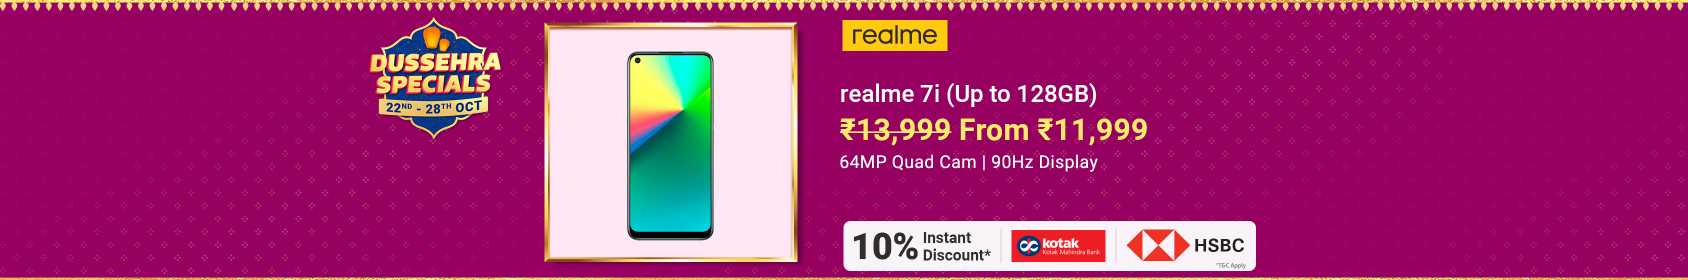 DUSSEHRA
SPECIALS
22ND - 28TH OCT
realme
realme 7i (Up to 128GB)
₹13,999 From ₹11,999
64MP Quad Cam | 90Hz Display
10% Instant
Discount*
kotak
Kotak Mahindra Bank
HSBC
*T&C Apply